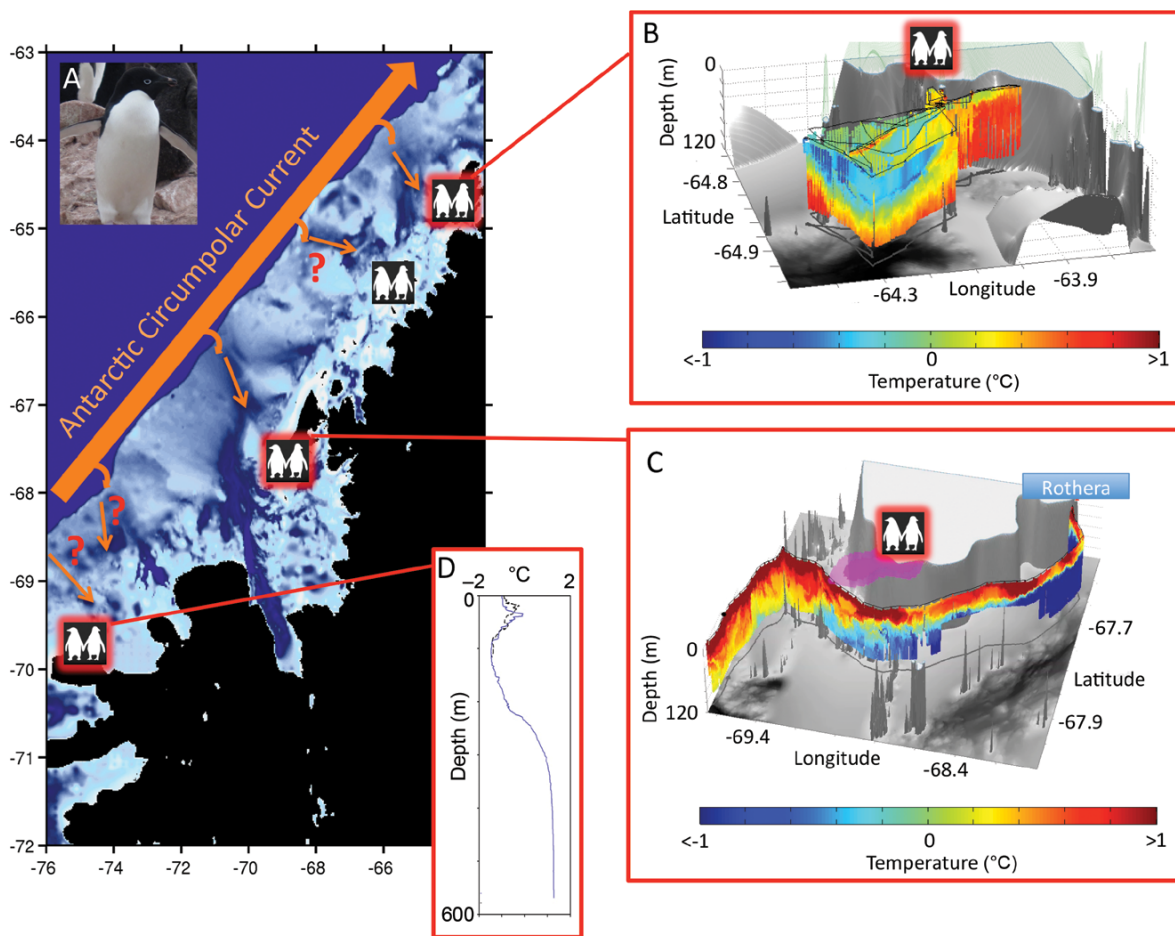 A
-63
-64
-65
-66
-67
-68
-69
-70
-71
-72
-76
-74
-72
-70
-68
-66
Antarctic Circumpolar Current
?
?
?
B
0
120
Depth (m)
-64.8
Latitude
-64.9
-64.3
Longitude
-63.9
<-1
0
>1
Temperature (°C)
C
Rothera
Depth (m)
0
120
-69.4
Longitude
-68.4
-67.7
Latitude
-67.9
<-1
0
>1
Temperature (°C)
D
°C
−2
2
0
Depth (m)
600